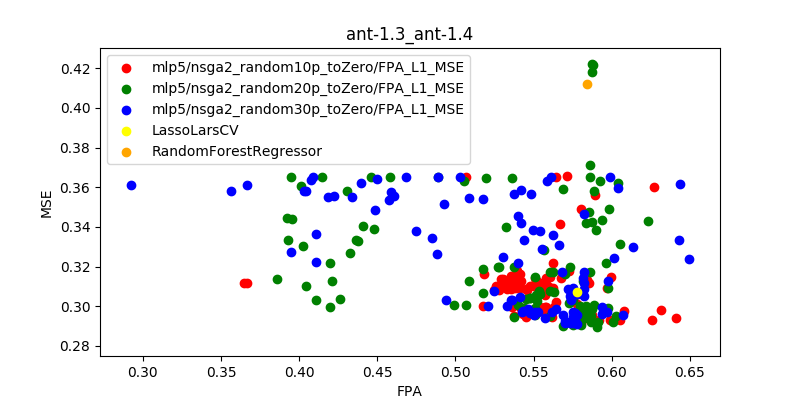 ant-1.3_ant-1.4
mlp5/nsga2_random10p_toZero/FPA_L1_MSE
mlp5/nsga2_random20p_toZero/FPA_L1_MSE
mlp5/nsga2_random30p_toZero/FPA_L1_MSE
LassoLarsCV
RandomForestRegressor
MSE
0.42
0.40
0.38
0.36
0.34
0.32
0.30
0.28
0.30
0.35
0.40
0.45
0.50
0.55
0.60
0.65
FPA